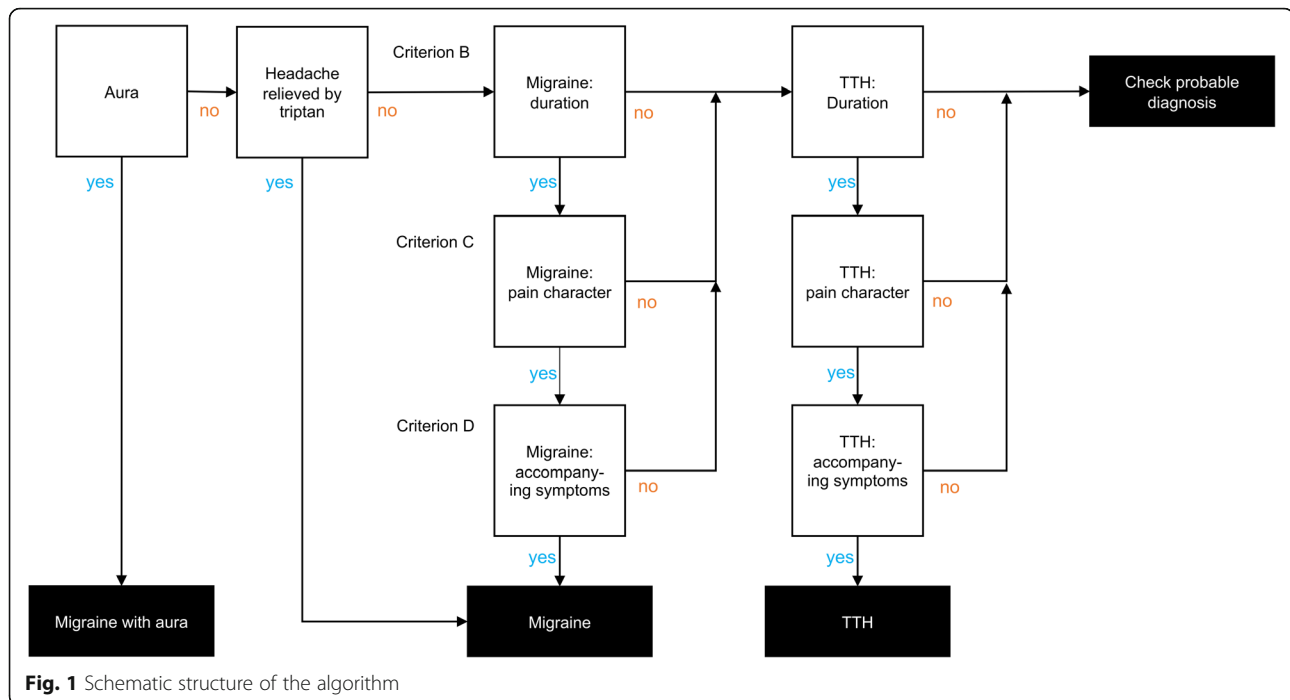 Aura
no
yes
Headache
relieved by
triptan
no
yes
Criterion B
Migraine:
duration
no
yes
TTH:
Duration
no
yes
Check probable
diagnosis
Criterion C
Migraine:
pain character
no
yes
TTH:
pain character
no
yes
Criterion D
Migraine:
accompany-
ing symptoms
no
yes
TTH:
accompany-
ing symptoms
no
yes
Migraine with aura
Migraine
TTH
Fig. 1 Schematic structure of the algorithm